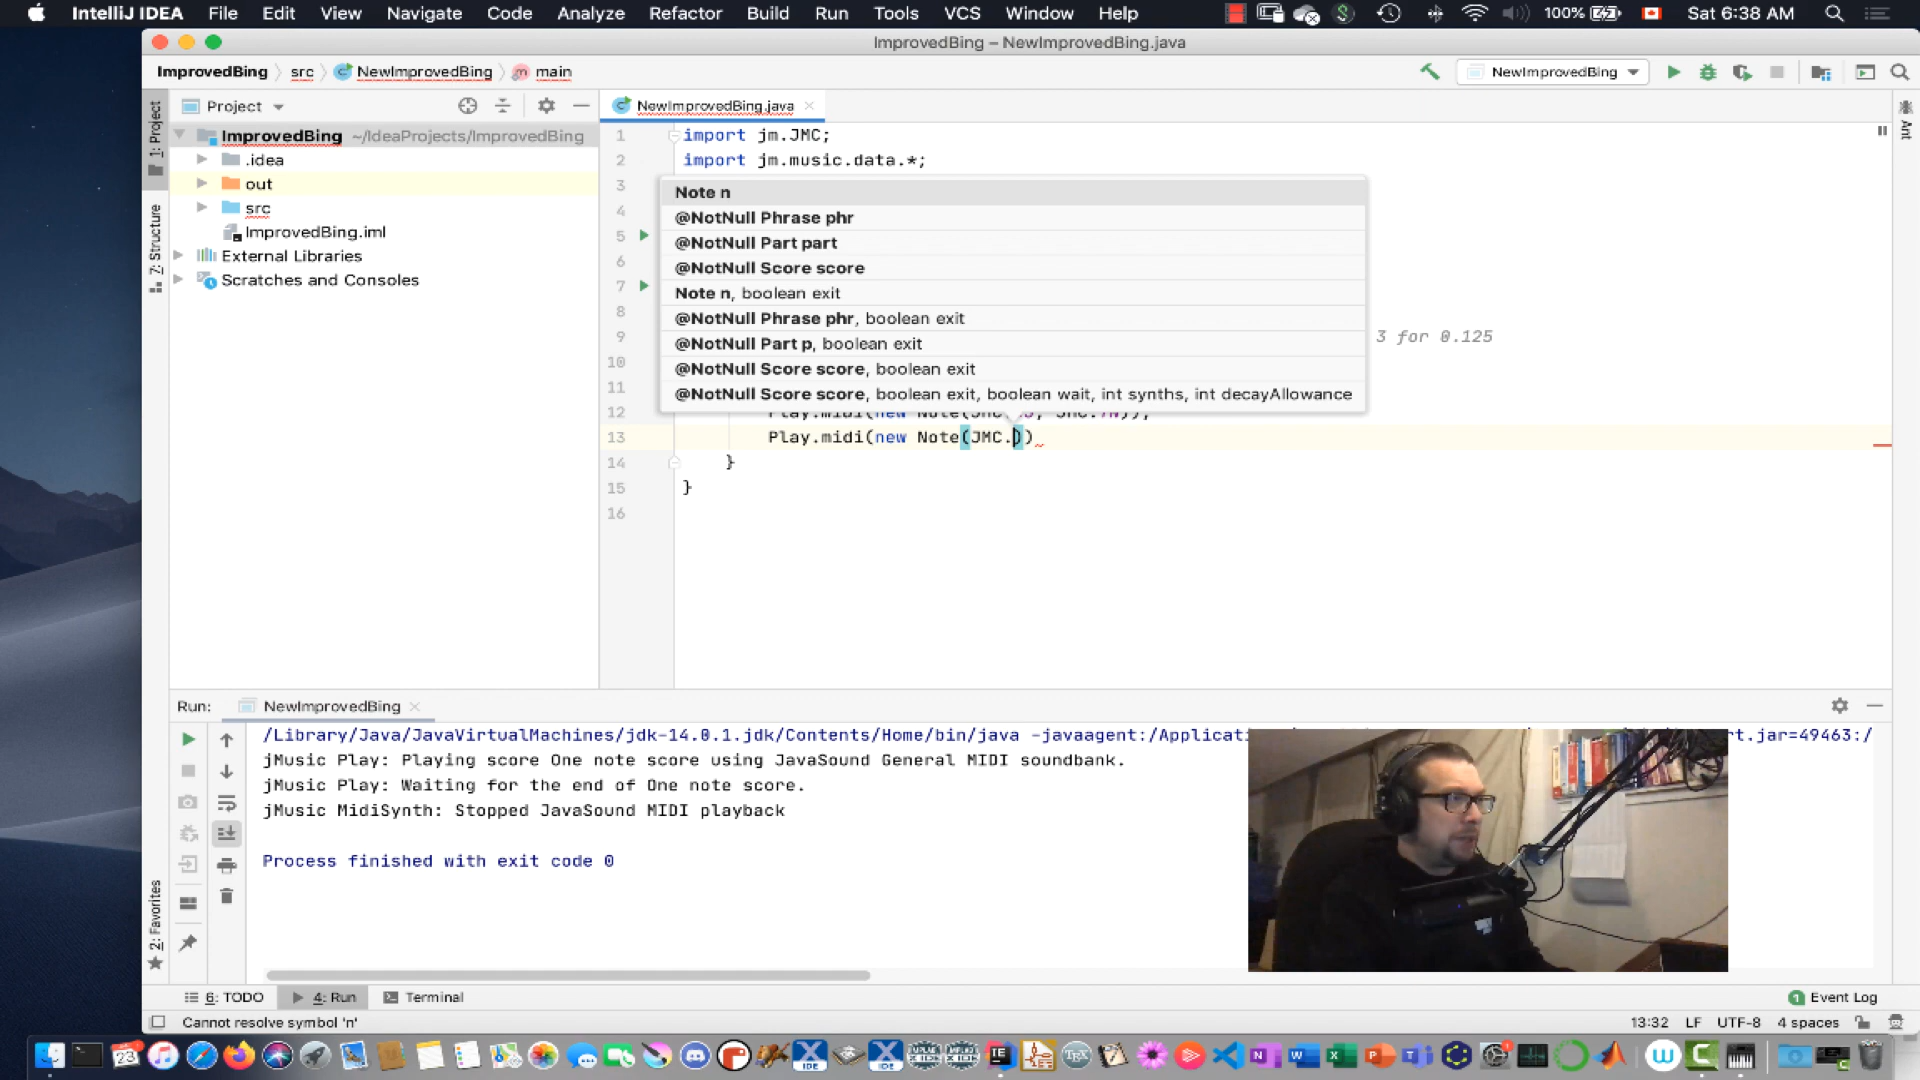 IntelliJ IDEA File Edit View Navigate Code Analyze Refactor Build Run Tools VCS Window Help 100% Sat 6:38 AM
ImprovedBing – NewImprovedBing.java
ImprovedBing src NewImprovedBing main NewImprovedBing
1: Project
Project
NewImprovedBing.java
Ant
ImprovedBing ~/IdeaProjects/ImprovedBing
.idea
out
src
ImprovedBing.iml
External Libraries
Scratches and Consoles
7: Structure
1 import jm.JMC;
2 import jm.music.data.*;
3
4
5
6
7
8
9 3 for 0.125
10
11
12
13 Play.midi(new Note(JMC.))
14 }
15 }
16
Note n
@NotNull Phrase phr
@NotNull Part part
@NotNull Score score
Note n, boolean exit
@NotNull Phrase phr, boolean exit
@NotNull Part p, boolean exit
@NotNull Score score, boolean exit
@NotNull Score score, boolean exit, boolean wait, int synths, int decayAllowance
Run: NewImprovedBing
/Library/Java/JavaVirtualMachines/jdk-14.0.1.jdk/Contents/Home/bin/java -javaagent:/Applicati rt.jar=49463:/
jMusic Play: Playing score One note score using JavaSound General MIDI soundbank.
jMusic Play: Waiting for the end of One note score.
jMusic MidiSynth: Stopped JavaSound MIDI playback
Process finished with exit code 0
2: Favorites
6: TODO 4: Run Terminal 1 Event Log
Cannot resolve symbol 'n' 13:32 LF UTF-8 4 spaces